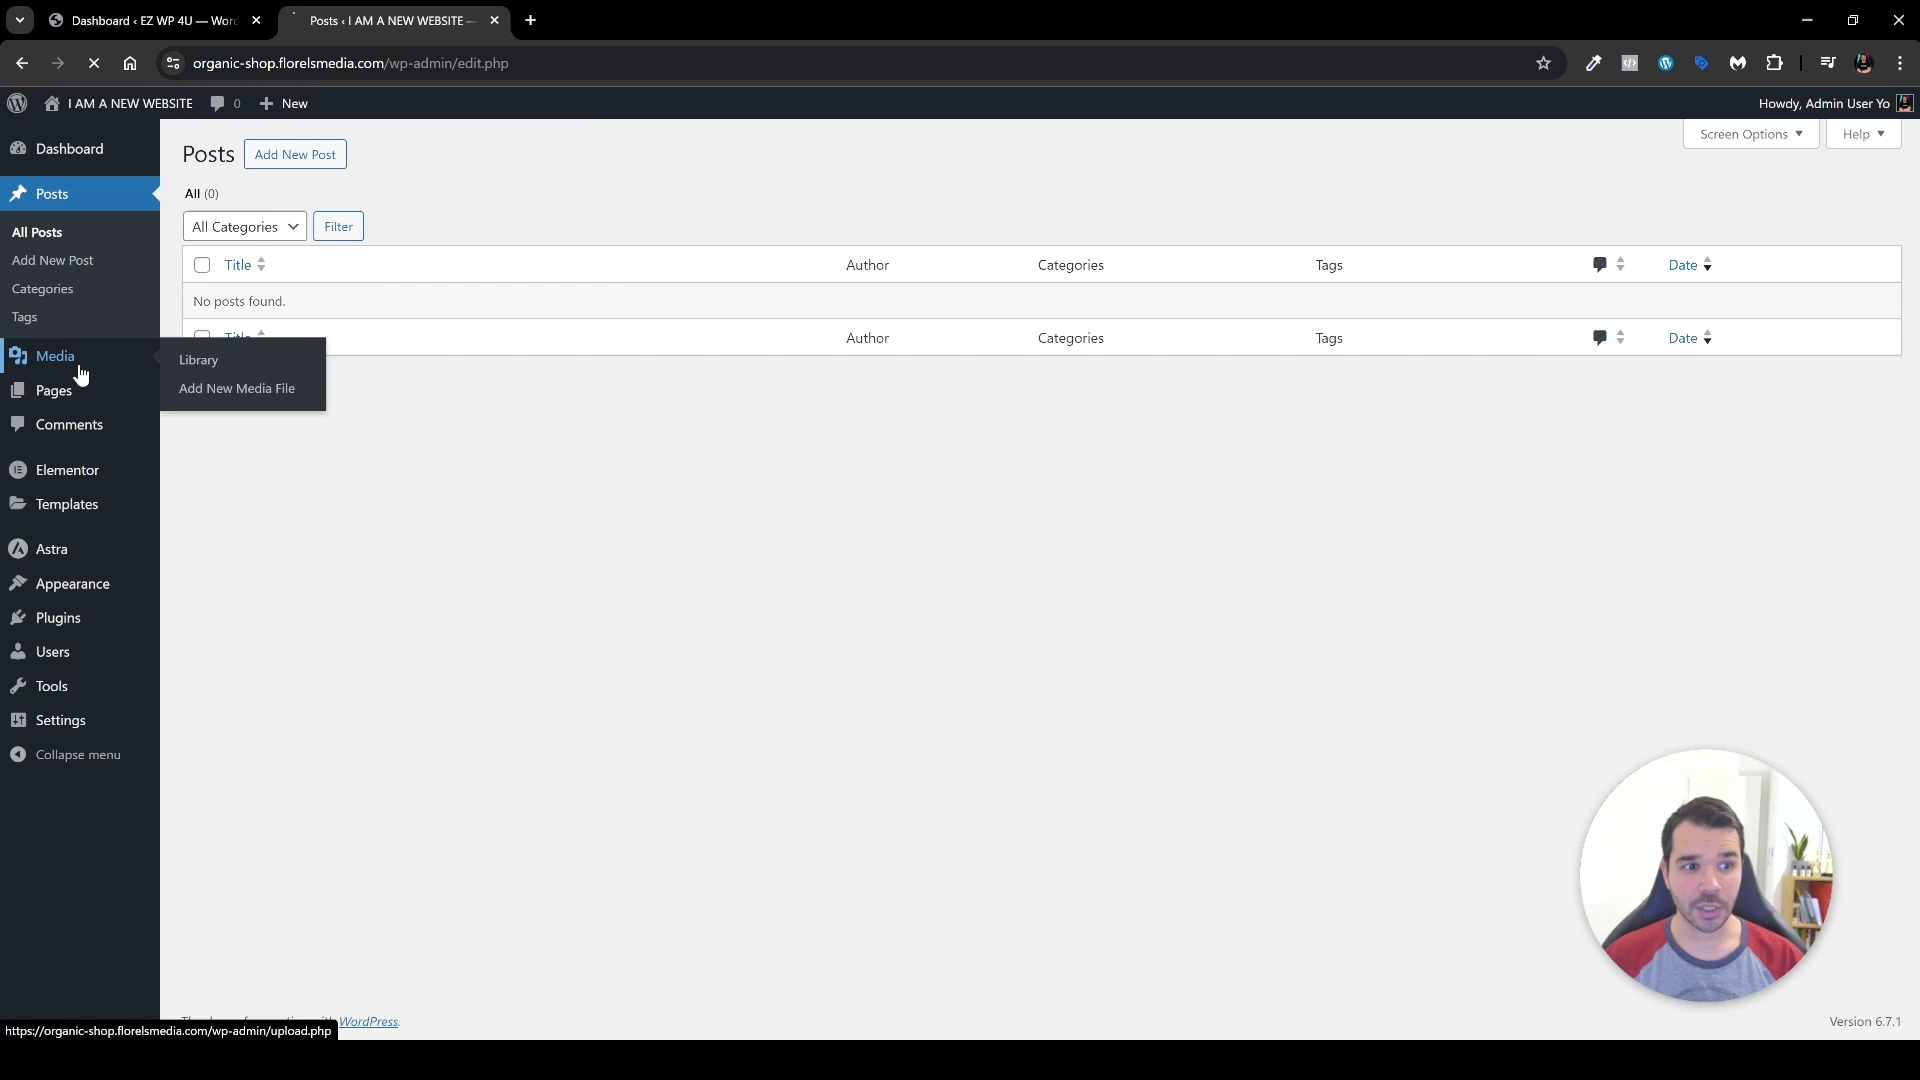 Dashboard ‹ EZ WP 4U — Word
Posts ‹ I AM A NEW WEBSITE —
organic-shop.florelsmedia.com/wp-admin/edit.php
I AM A NEW WEBSITE
0
New
Howdy, Admin User Yo
Screen Options
Help
Dashboard
Posts
All Posts
Add New Post
Categories
Tags
Media
Pages
Comments
Elementor
Templates
Astra
Appearance
Plugins
Users
Tools
Settings
Collapse menu
Library
Add New Media File
Posts
Add New Post
All (0)
All Categories
Filter
Title Author Categories Tags Date
No posts found.
Title Author Categories Tags Date
WordPress.
Version 6.7.1
https://organic-shop.florelsmedia.com/wp-admin/upload.php